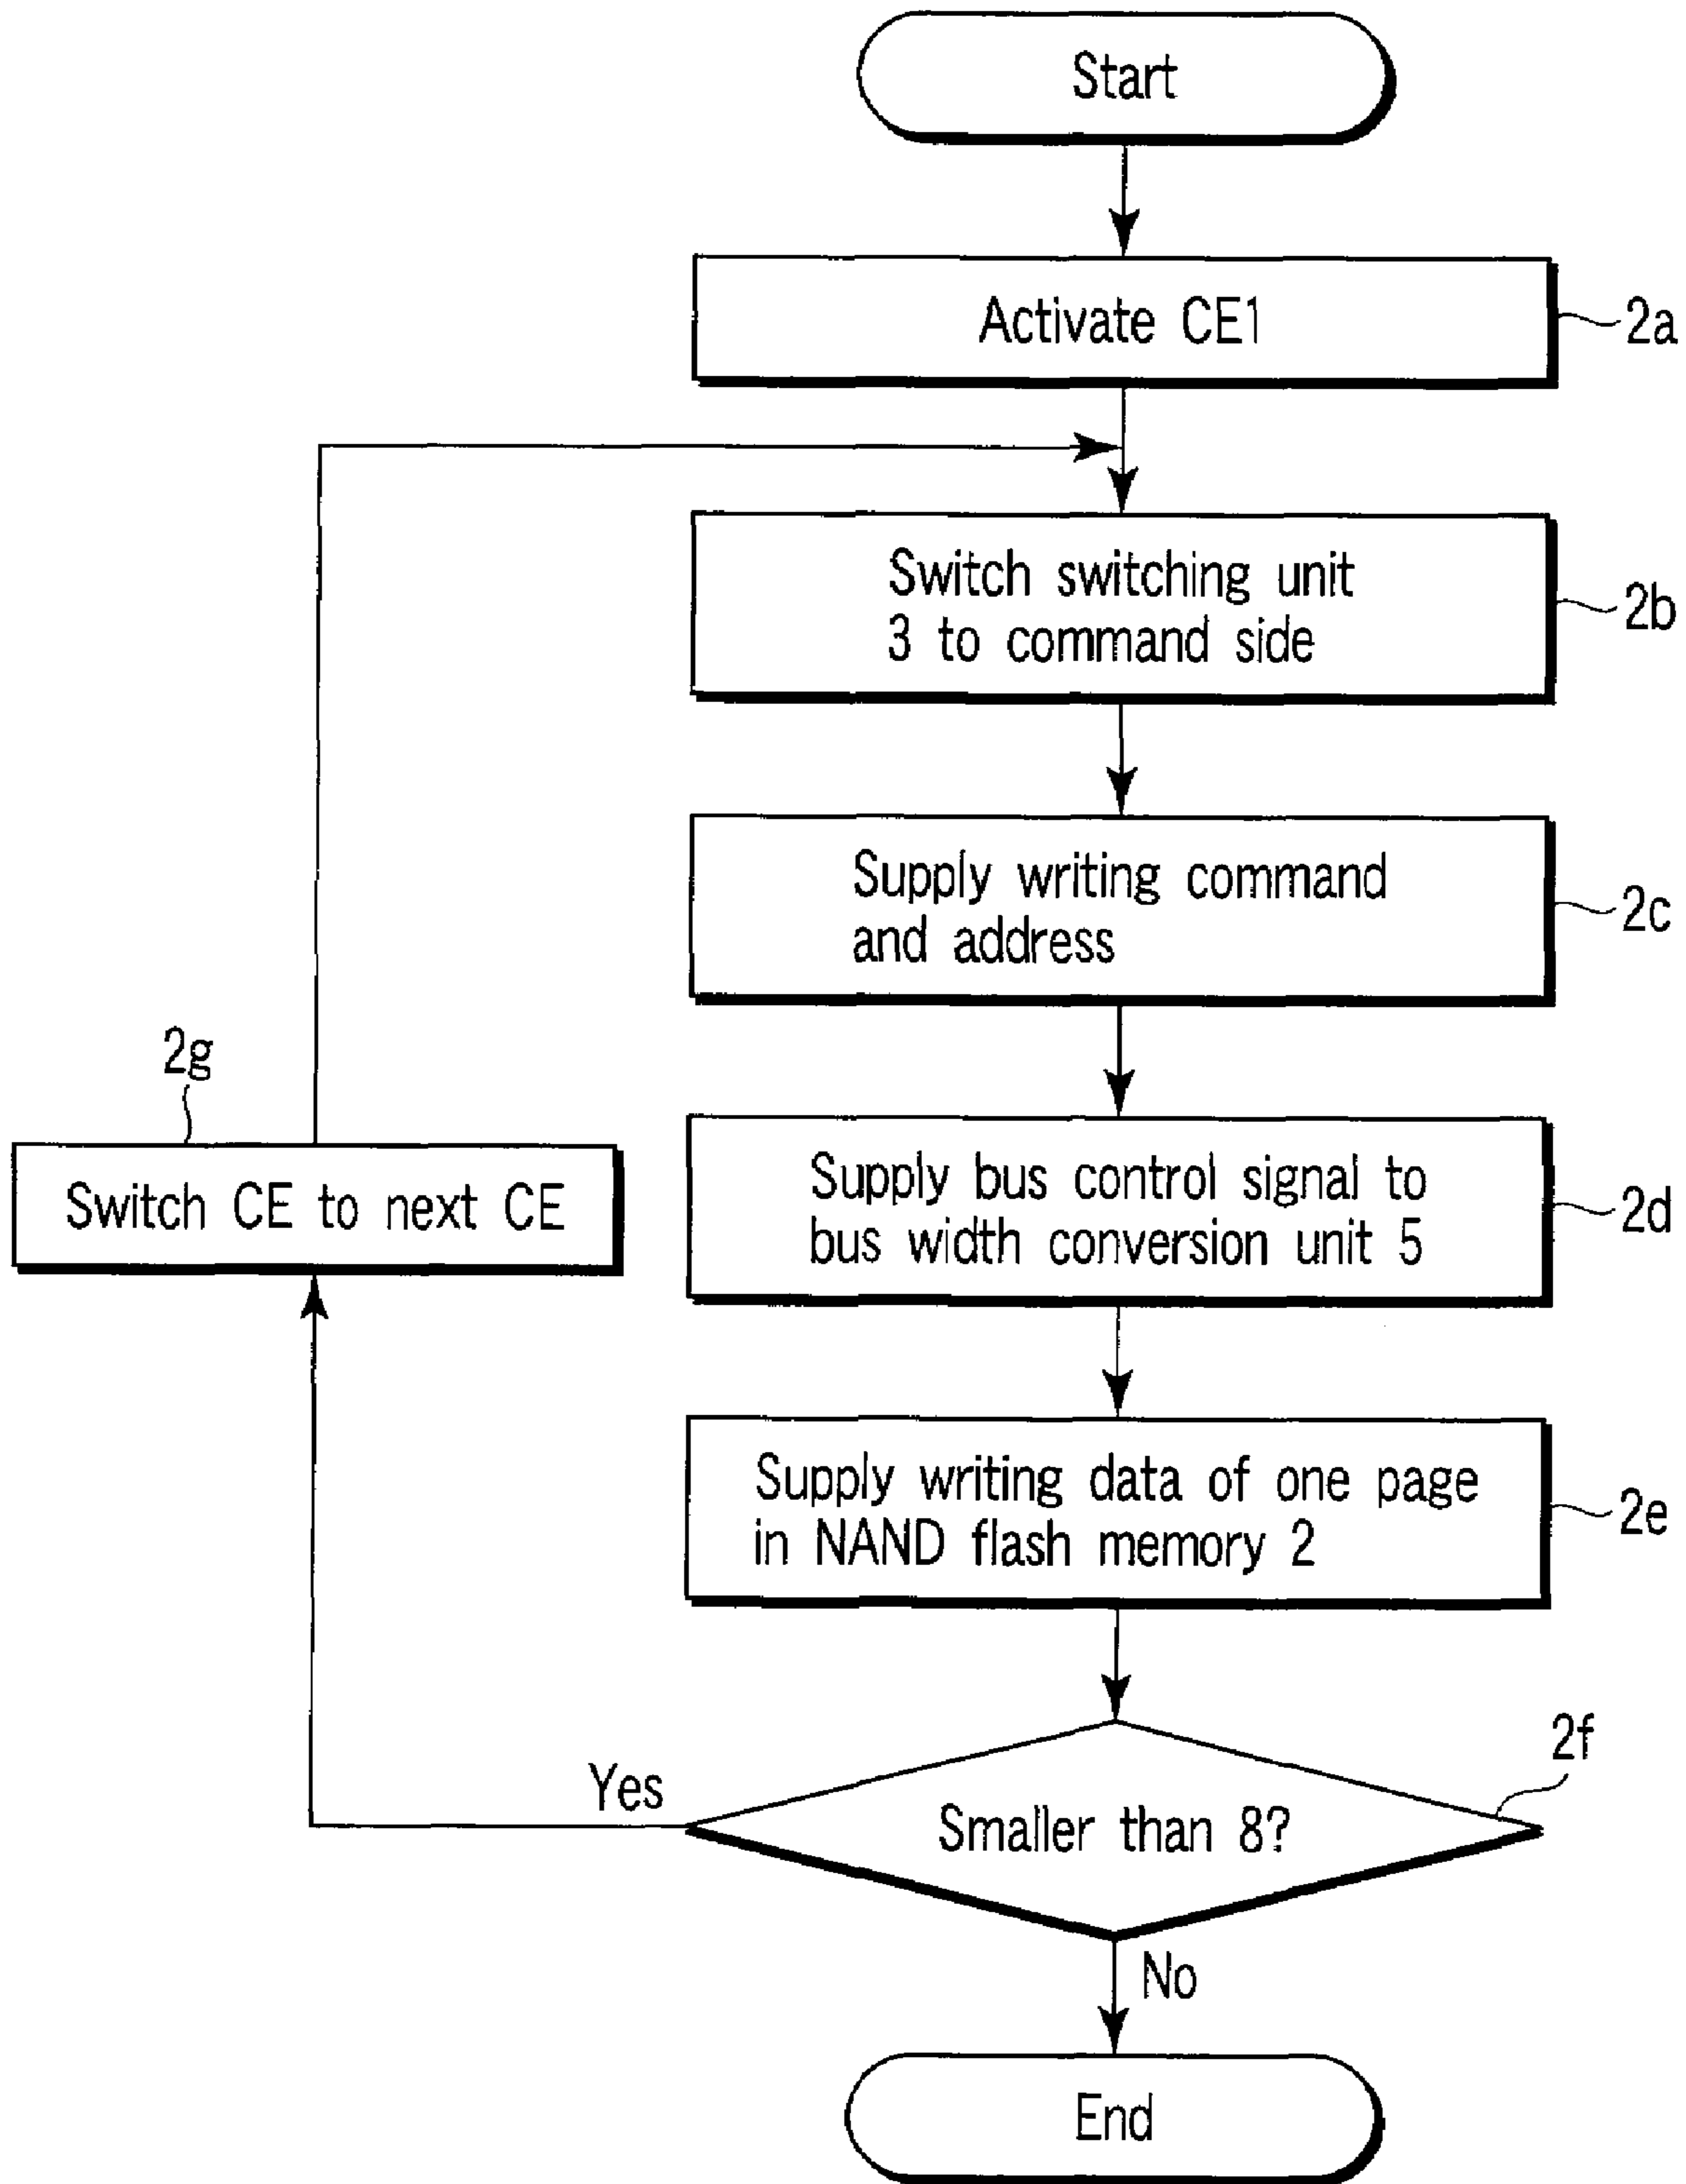 Start
Activate CE1
2a
Switch switching unit
3 to command side
2b
Supply writing command
and address
2c
2g
Switch CE to next CE
Supply bus control signal to
bus width conversion unit 5
2d
Supply writing data of one page
in NAND flash memory 2
2e
2f
Yes
Smaller than 8?
No
End